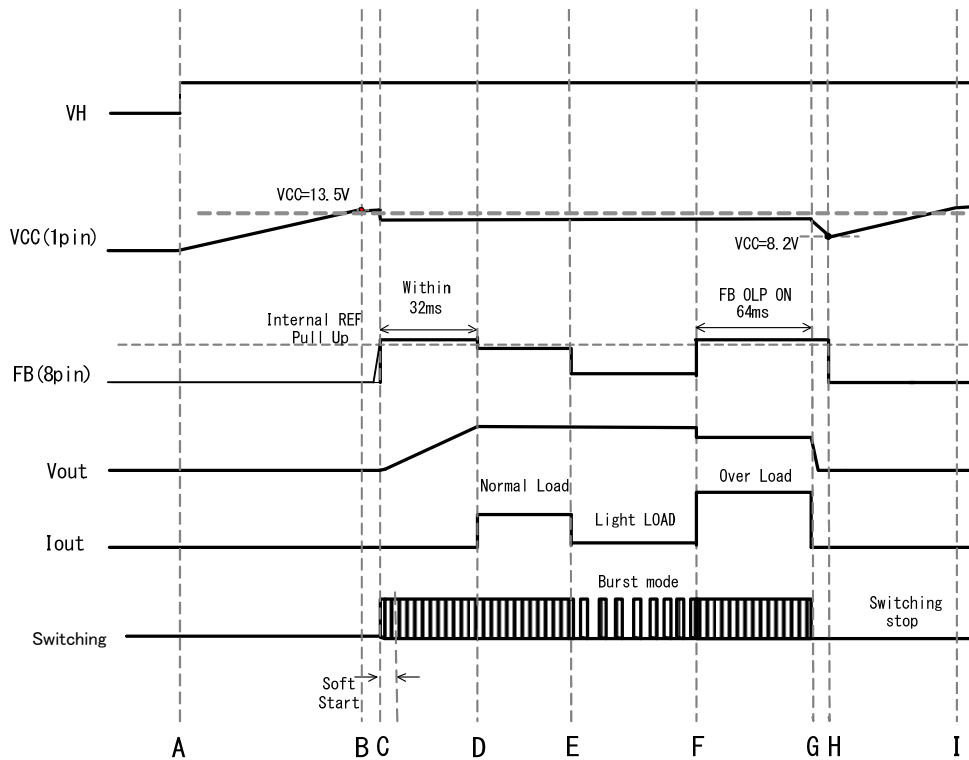 VH
VCC=13.5V
VCC(1pin)
VCC=8.2V
Within
32ms
FB OLP ON
64ms
Internal REF
Pull Up
FB(8pin)
Vout
Normal Load
Over Load
Light LOAD
Iout
Burst mode
Switching
stop
Switching
Soft
Start
A B C D E F G H I